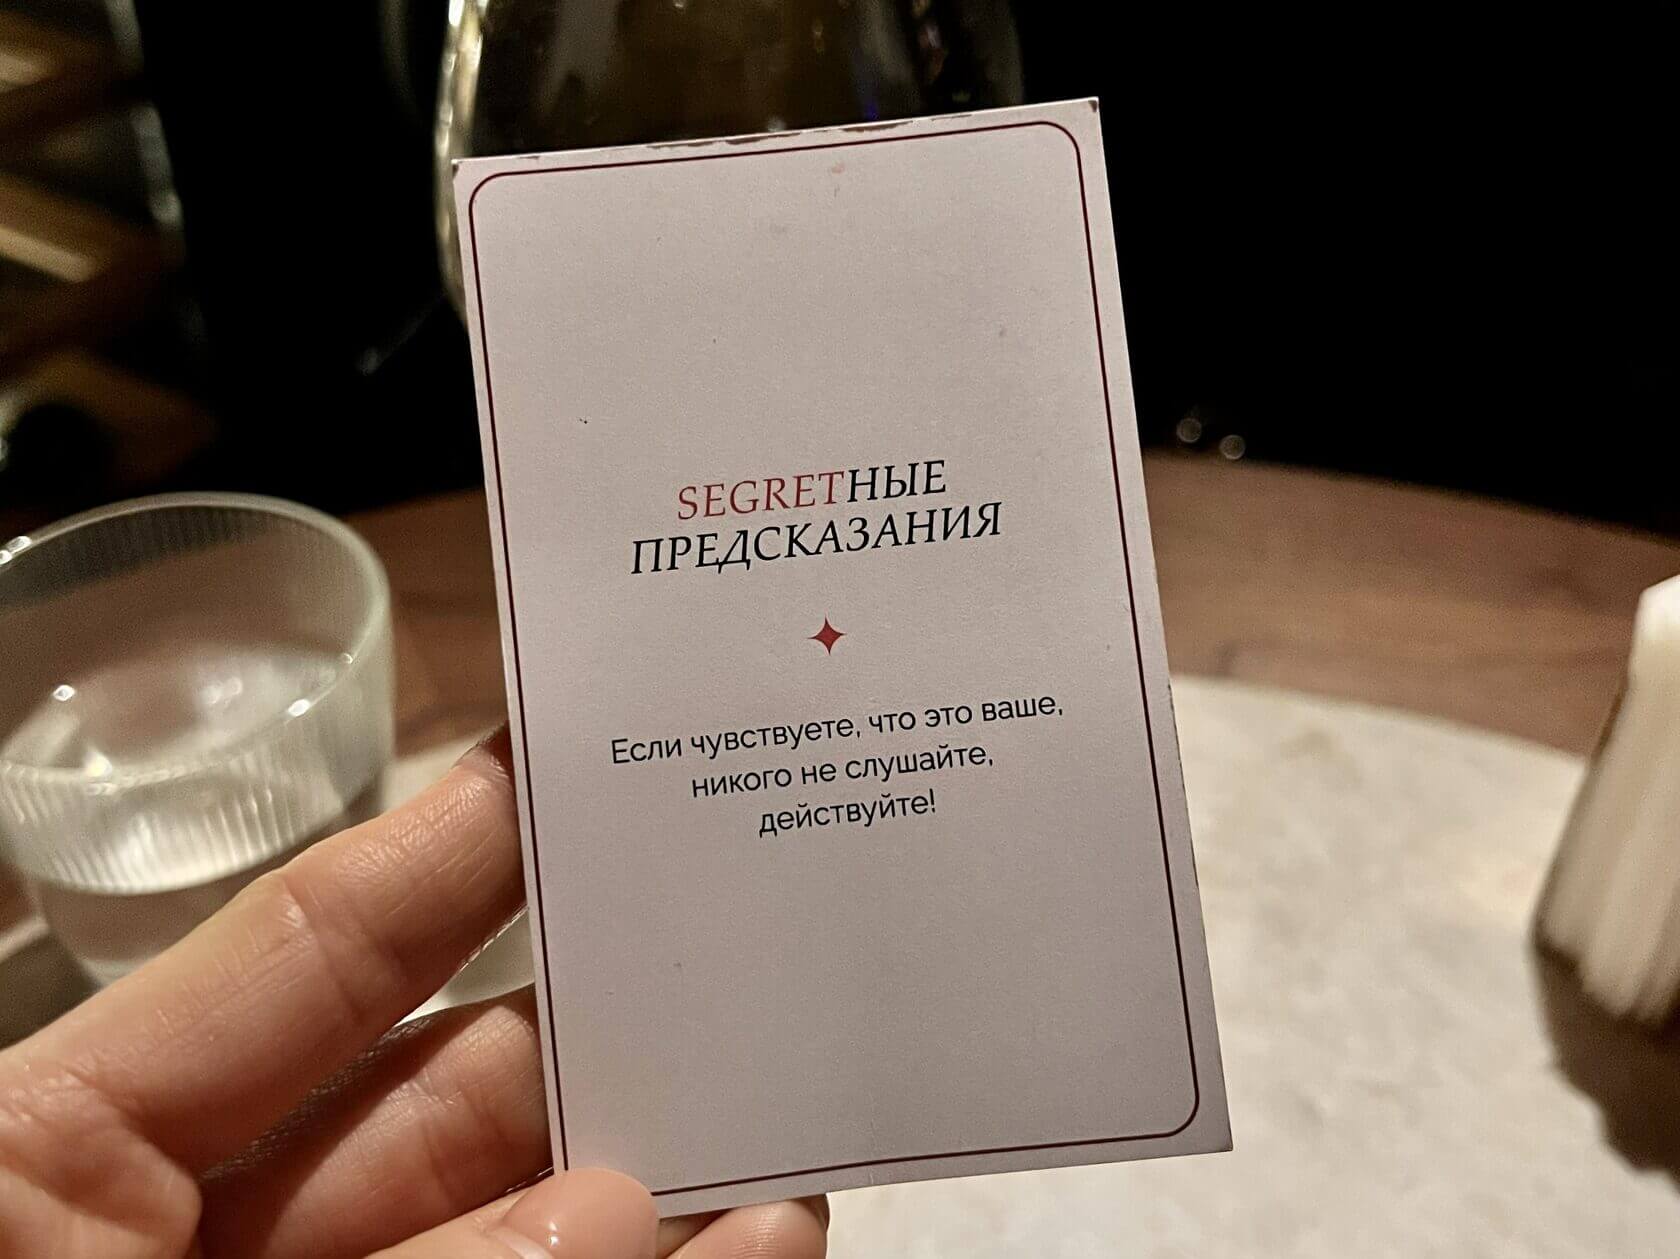 SEGRETНЫЕ
ПРЕДСКАЗАНИЯ
Если чувствуете, что это ваше,
никого не слушайте,
действуйте!